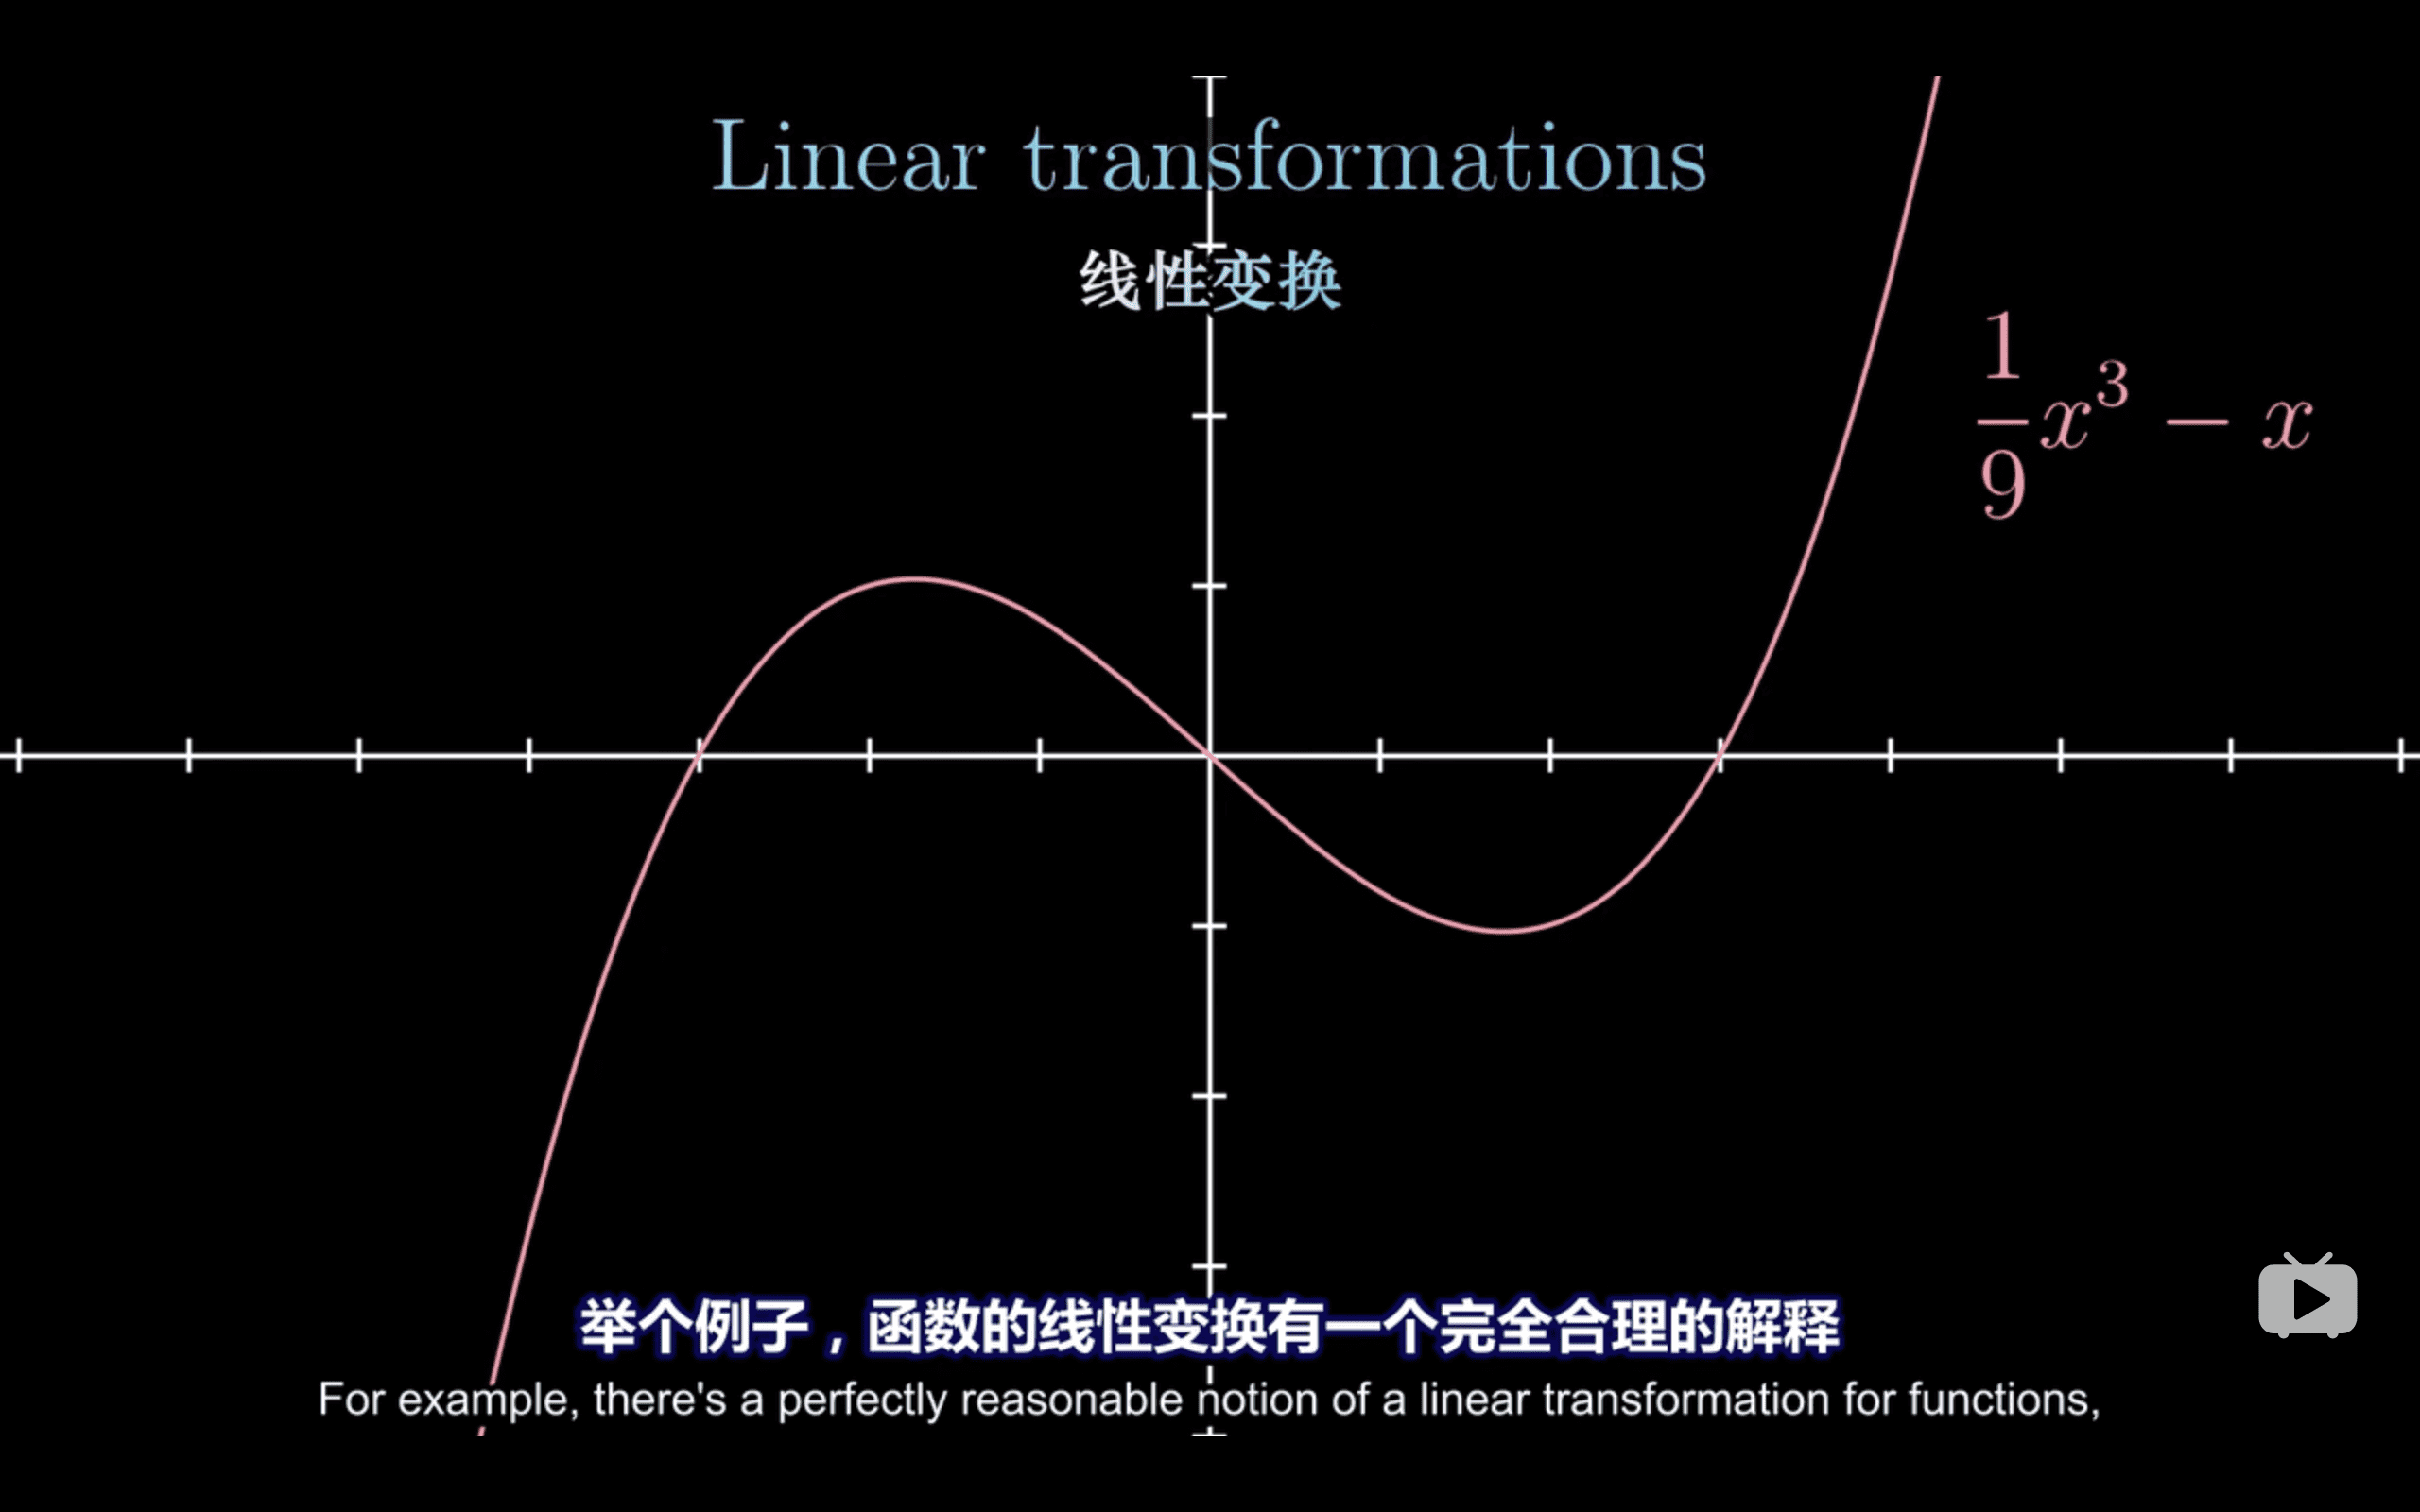 Linear transformations
线性变换
1/9 x³ − x
举个例子，函数的线性变换有一个完全合理的解释
For example, there's a perfectly reasonable notion of a linear transformation for functions,